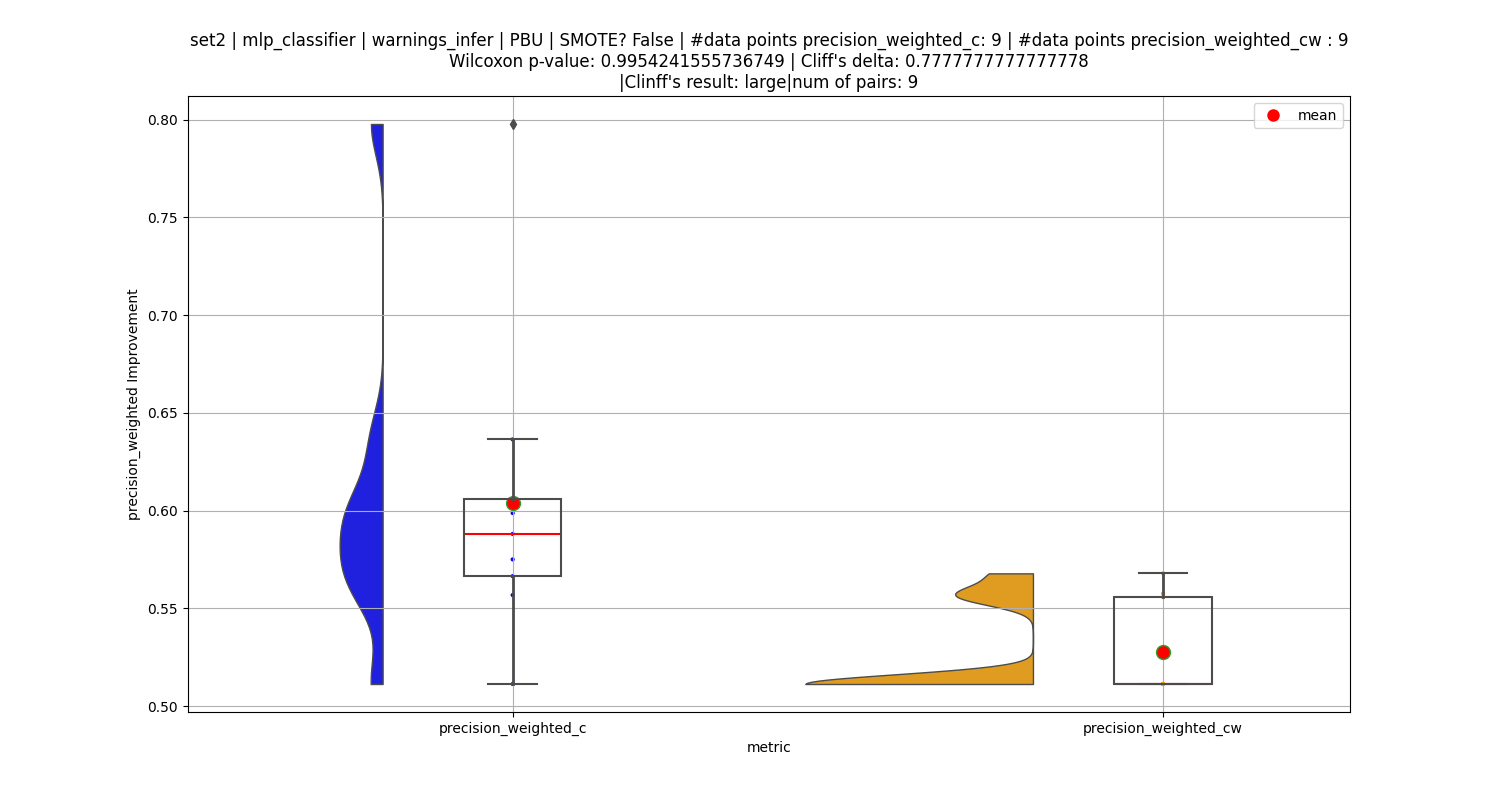 set2 | mlp_classifier | warnings_infer | PBU | SMOTE? False | #data points precision_weighted_c: 9 | #data points precision_weighted_cw : 9
Wilcoxon p-value: 0.9954241555736749 | Cliff's delta: 0.7777777777777778
|Clinff's result: large|num of pairs: 9
mean
0.80
0.75
0.70
0.65
0.60
0.55
0.50
precision_weighted Improvement
precision_weighted_c
precision_weighted_cw
metric